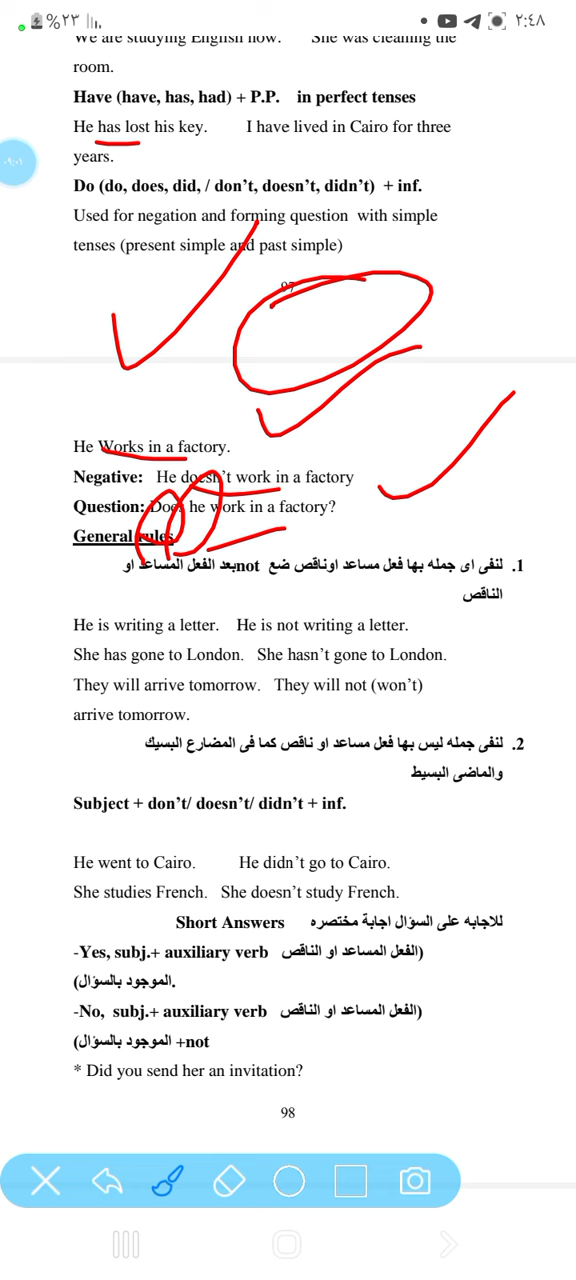 %٢٣ ٢:٤٨
We are studying English now. She was cleaning the
room.
Have (have, has, had) + P.P. in perfect tenses
He has lost his key. I have lived in Cairo for three
years.
٠٩:٠١
Do (do, does, did, / don't, doesn't, didn't) + inf.
Used for negation and forming question with simple
tenses (present simple and past simple)
97
He Works in a factory.
Negative: He doesn't work in a factory
Question: Does he work in a factory?
General rules
1. لنفى اى جمله بها فعل مساعد اوناقص ضع not بعد الفعل المساعد او
الناقص
He is writing a letter. He is not writing a letter.
She has gone to London. She hasn't gone to London.
They will arrive tomorrow. They will not (won't)
arrive tomorrow.
2. لنفى جمله ليس بها فعل مساعد او ناقص كما فى المضارع البسيك
والماضى البسيط
Subject + don't/ doesn't/ didn't + inf.
He went to Cairo. He didn't go to Cairo.
She studies French. She doesn't study French.
Short Answers للاجابه على السؤال اجابة مختصره
-Yes, subj.+ auxiliary verb (الفعل المساعد او الناقص
الموجود بالسؤال).
-No, subj.+ auxiliary verb (الفعل المساعد او الناقص
الموجود بالسؤال) +not
* Did you send her an invitation?
98